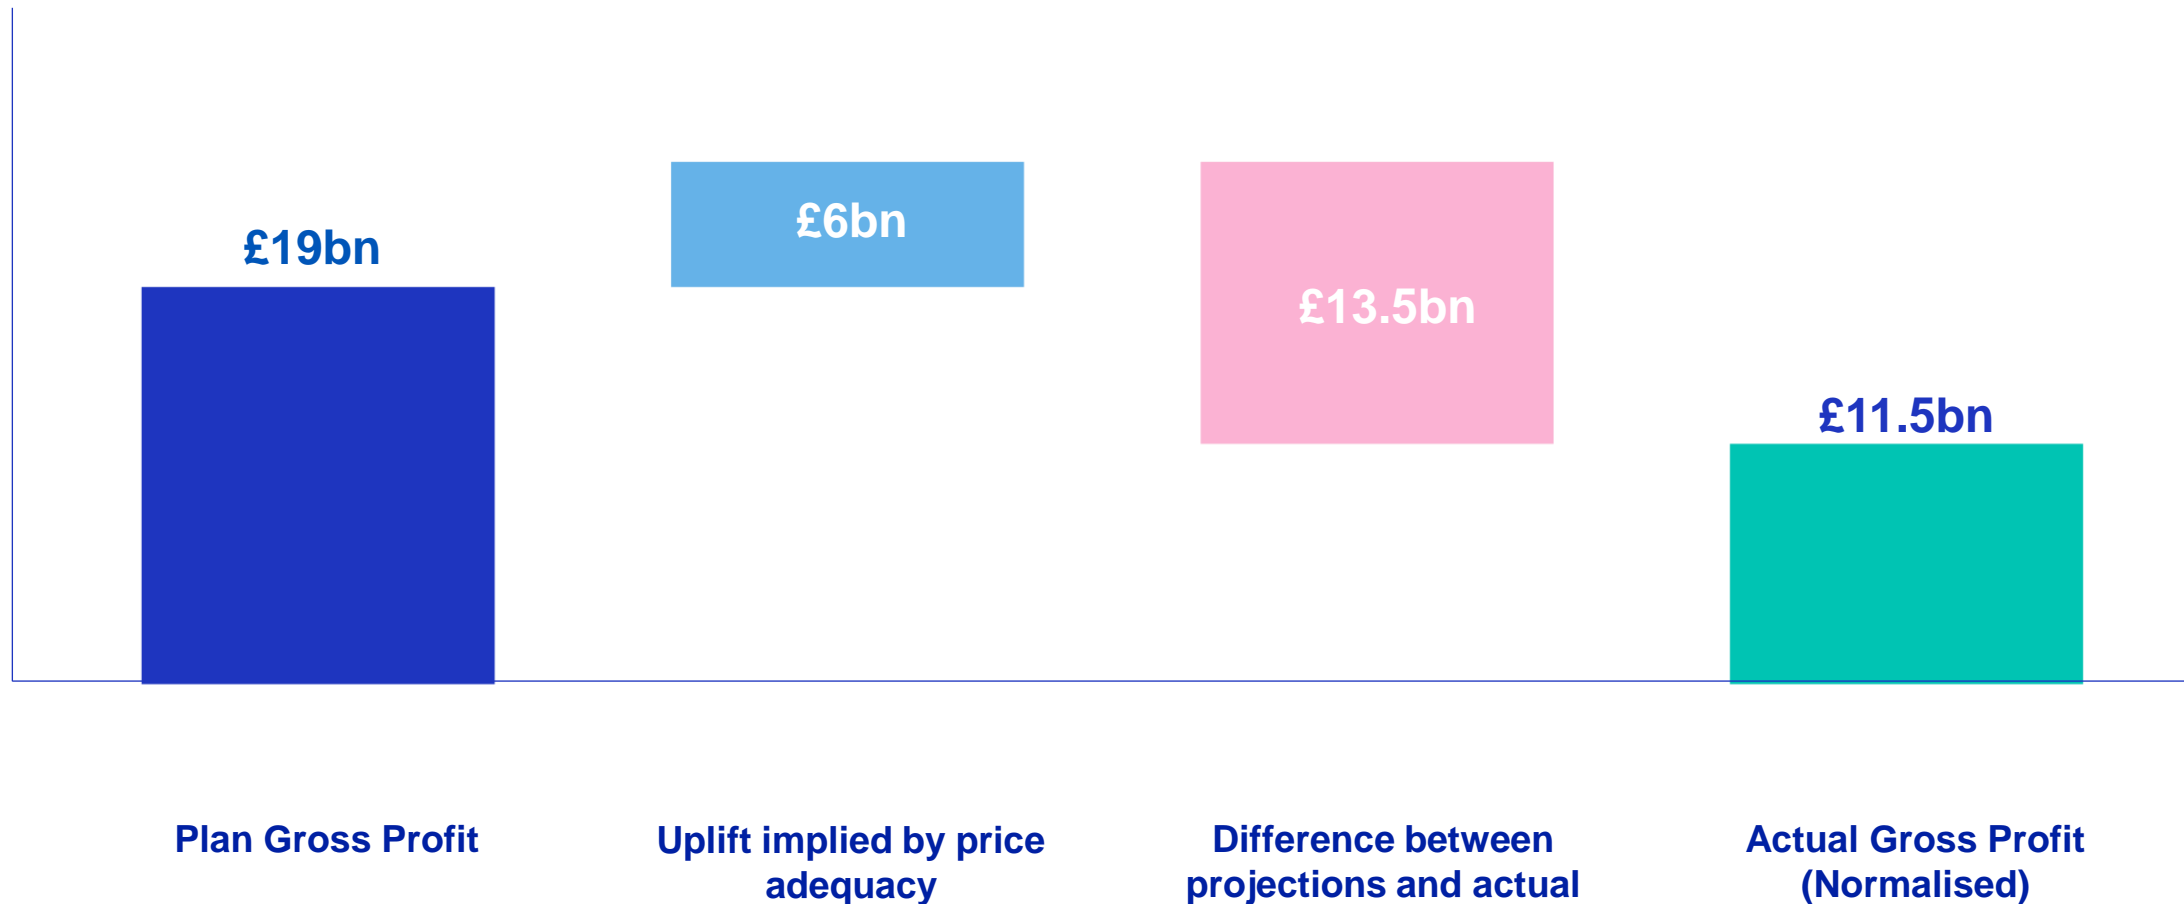 £19bn
£6bn
£13.5bn
£11.5bn
Plan Gross Profit
Uplift implied by price
adequacy
Difference between
projections and actual
Actual Gross Profit
(Normalised)